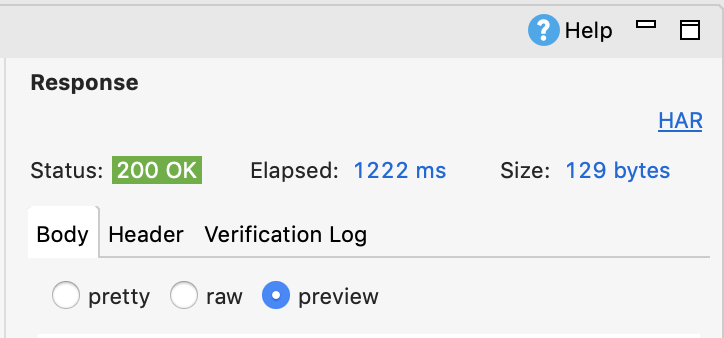 ? Help
Response
HAR
Status: 200 OK Elapsed: 1222 ms Size: 129 bytes
Body Header Verification Log
pretty raw preview